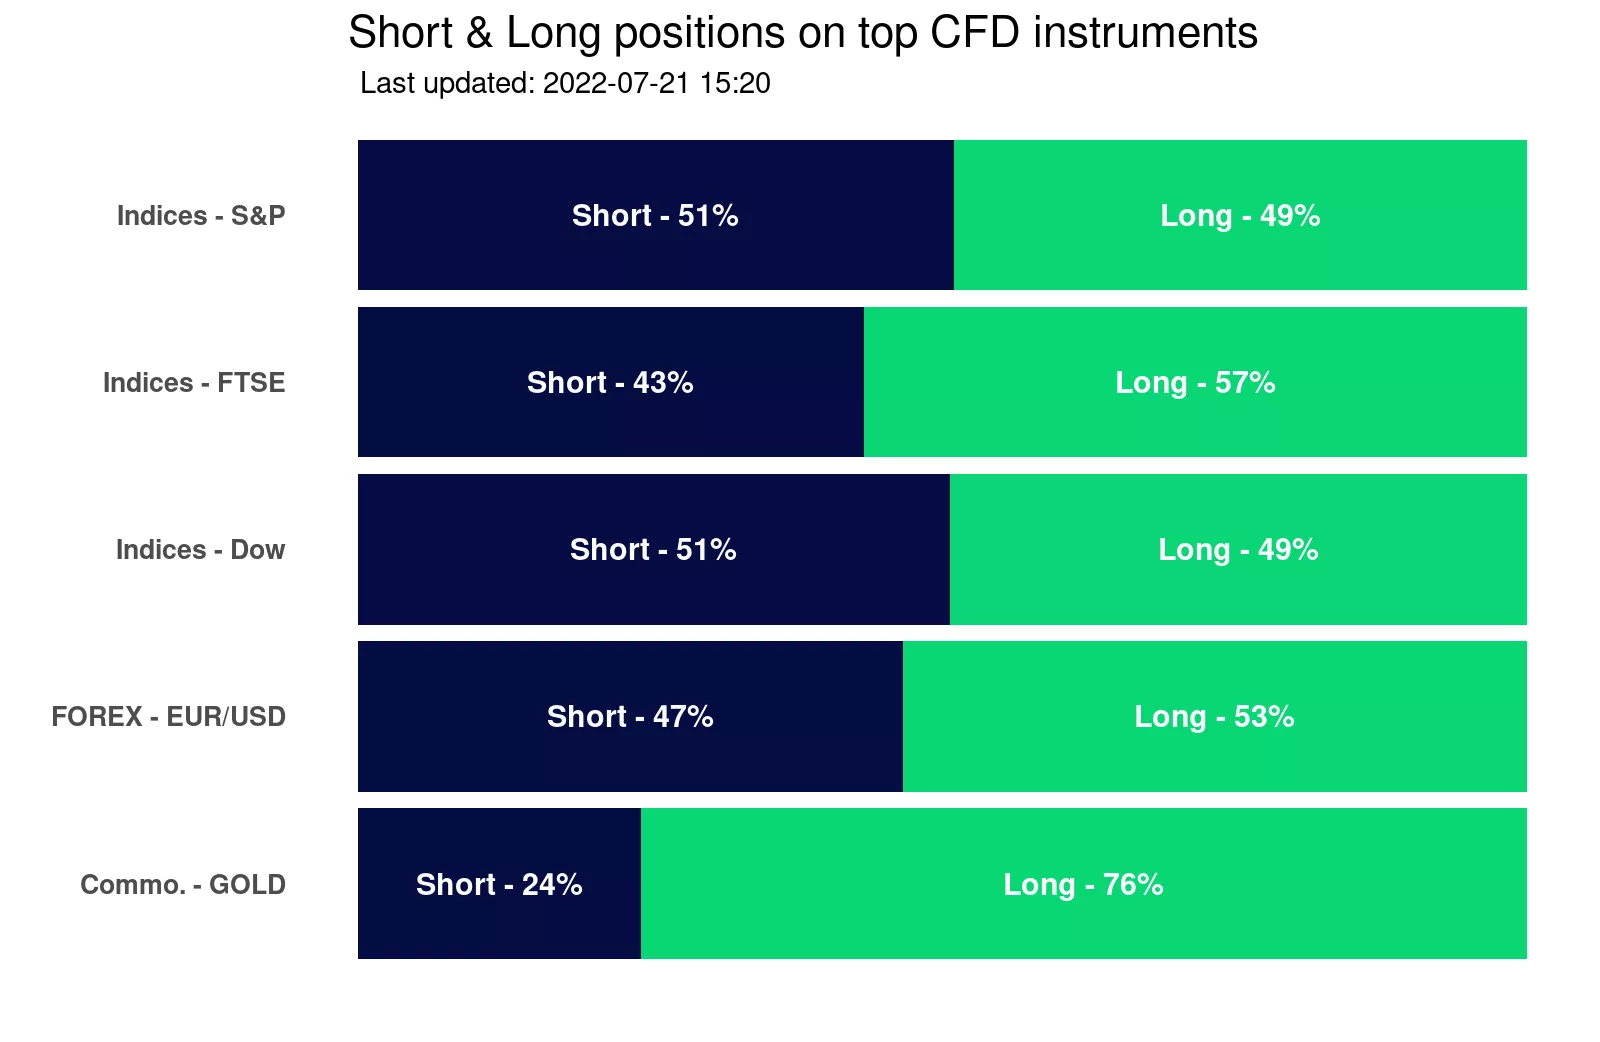 Short & Long positions on top CFD instruments
Last updated: 2022-07-21 15:20
Indices - S&P Short - 51% Long - 49%
Indices - FTSE Short - 43% Long - 57%
Indices - Dow Short - 51% Long - 49%
FOREX - EUR/USD Short - 47% Long - 53%
Commo. - GOLD Short - 24% Long - 76%